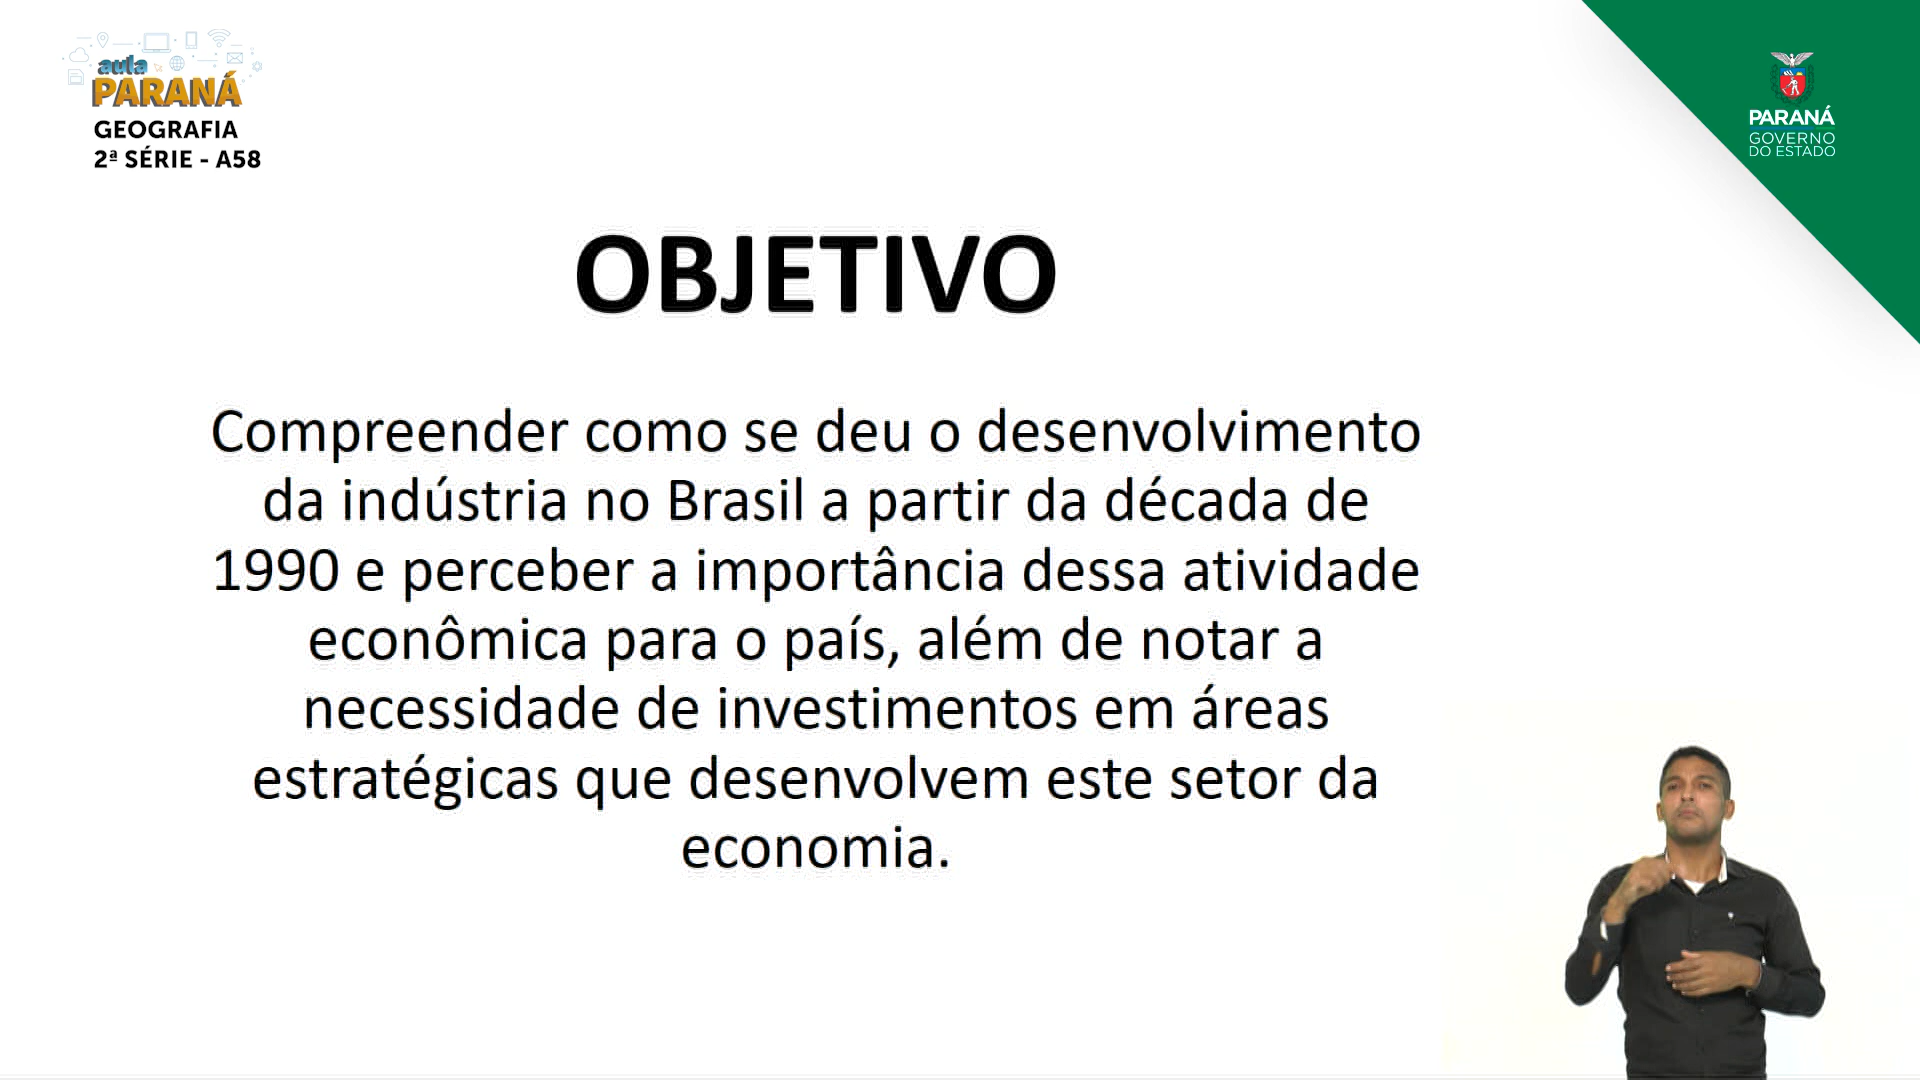 aula
PARANÁ
GEOGRAFIA
2ª SÉRIE - A58
PARANÁ
GOVERNO
DO ESTADO
OBJETIVO
Compreender como se deu o desenvolvimento
da indústria no Brasil a partir da década de
1990 e perceber a importância dessa atividade
econômica para o país, além de notar a
necessidade de investimentos em áreas
estratégicas que desenvolvem este setor da
economia.